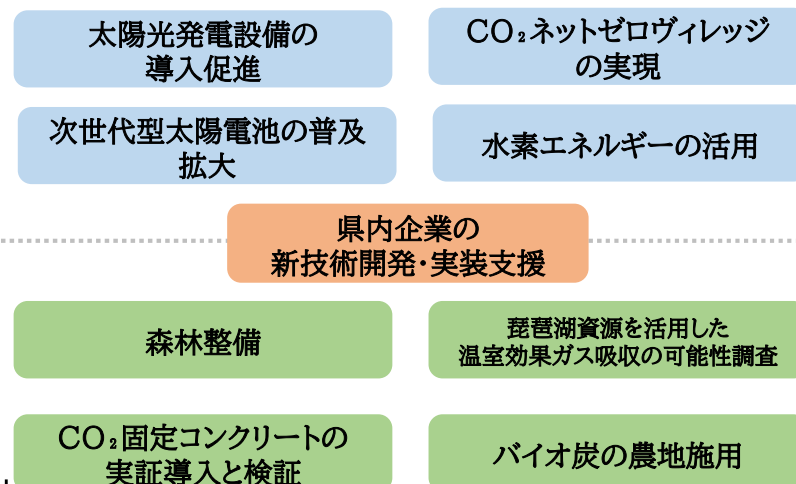 太陽光発電設備の
導入促進
CO₂ネットゼロヴィレッジ
の実現
次世代型太陽電池の普及
拡大
水素エネルギーの活用
県内企業の
新技術開発・実装支援
森林整備
琵琶湖資源を活用した
温室効果ガス吸収の可能性調査
CO₂固定コンクリートの
実証導入と検証
バイオ炭の農地施用